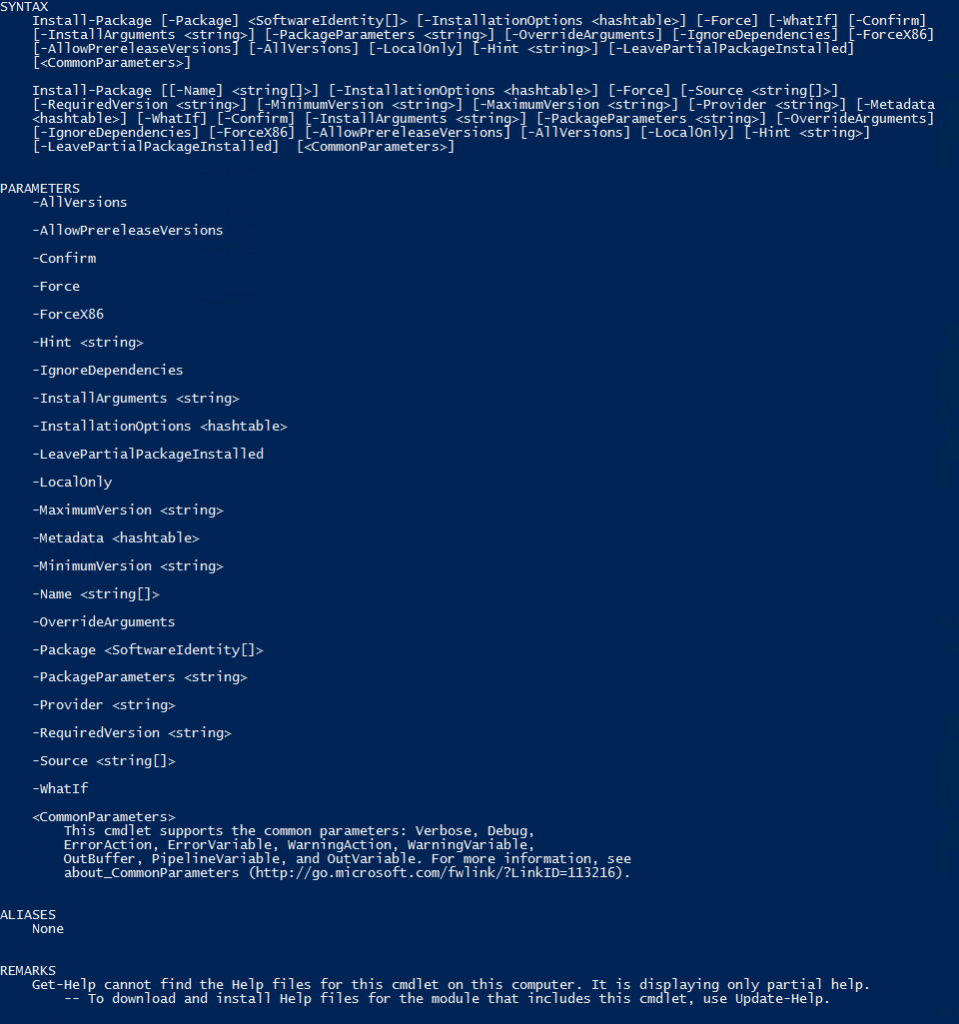 SYNTAX
Install-Package [-Package] <SoftwareIdentity[]> [-InstallationOptions <hashtable>] [-Force] [-WhatIf] [-Confirm]
[-InstallArguments <string>] [-PackageParameters <string>] [-OverrideArguments] [-IgnoreDependencies] [-ForceX86]
[-AllowPrereleaseVersions] [-AllVersions] [-LocalOnly] [-Hint <string>] [-LeavePartialPackageInstalled]
[<CommonParameters>]
Install-Package [[-Name] <string[]>] [-InstallationOptions <hashtable>] [-Force] [-Source <string[]>]
[-RequiredVersion <string>] [-MinimumVersion <string>] [-MaximumVersion <string>] [-Provider <string>] [-Metadata
<hashtable>] [-WhatIf] [-Confirm] [-InstallArguments <string>] [-PackageParameters <string>] [-OverrideArguments]
[-IgnoreDependencies] [-ForceX86] [-AllowPrereleaseVersions] [-AllVersions] [-LocalOnly] [-Hint <string>]
[-LeavePartialPackageInstalled]  [<CommonParameters>]
PARAMETERS
-AllVersions
-AllowPrereleaseVersions
-Confirm
-Force
-ForceX86
-Hint <string>
-IgnoreDependencies
-InstallArguments <string>
-InstallationOptions <hashtable>
-LeavePartialPackageInstalled
-LocalOnly
-MaximumVersion <string>
-Metadata <hashtable>
-MinimumVersion <string>
-Name <string[]>
-OverrideArguments
-Package <SoftwareIdentity[]>
-PackageParameters <string>
-Provider <string>
-RequiredVersion <string>
-Source <string[]>
-WhatIf
<CommonParameters>
This cmdlet supports the common parameters: Verbose, Debug,
ErrorAction, ErrorVariable, WarningAction, WarningVariable,
OutBuffer, PipelineVariable, and OutVariable. For more information, see
about_CommonParameters (http://go.microsoft.com/fwlink/?LinkID=113216).
ALIASES
None
REMARKS
Get-Help cannot find the Help files for this cmdlet on this computer. It is displaying only partial help.
-- To download and install Help files for the module that includes this cmdlet, use Update-Help.